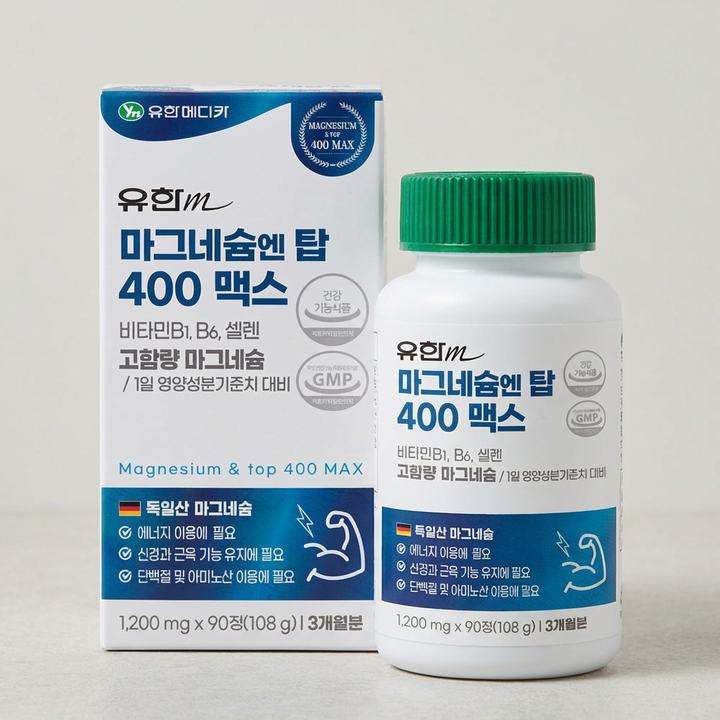 유한메디카
MAGNESIUM
& TOP
400 MAX
유한m
마그네슘엔 탑
400 맥스
비타민B1, B6, 셀렌
고함량 마그네슘
/ 1일 영양성분기준치 대비
건강
기능식품
GMP
Magnesium & top 400 MAX
독일산 마그네슘
에너지 이용에 필요
신경과 근육 기능 유지에 필요
단백질 및 아미노산 이용에 필요
1,200 mg x 90정(108 g) | 3개월분
유한m
마그네슘엔 탑
400 맥스
비타민B1, B6, 셀렌
고함량 마그네슘 / 1일 영양성분기준치 대비
건강
기능식품
GMP
독일산 마그네슘
에너지 이용에 필요
신경과 근육 기능 유지에 필요
단백질 및 아미노산 이용에 필요
1,200 mg x 90정(108 g) | 3개월분